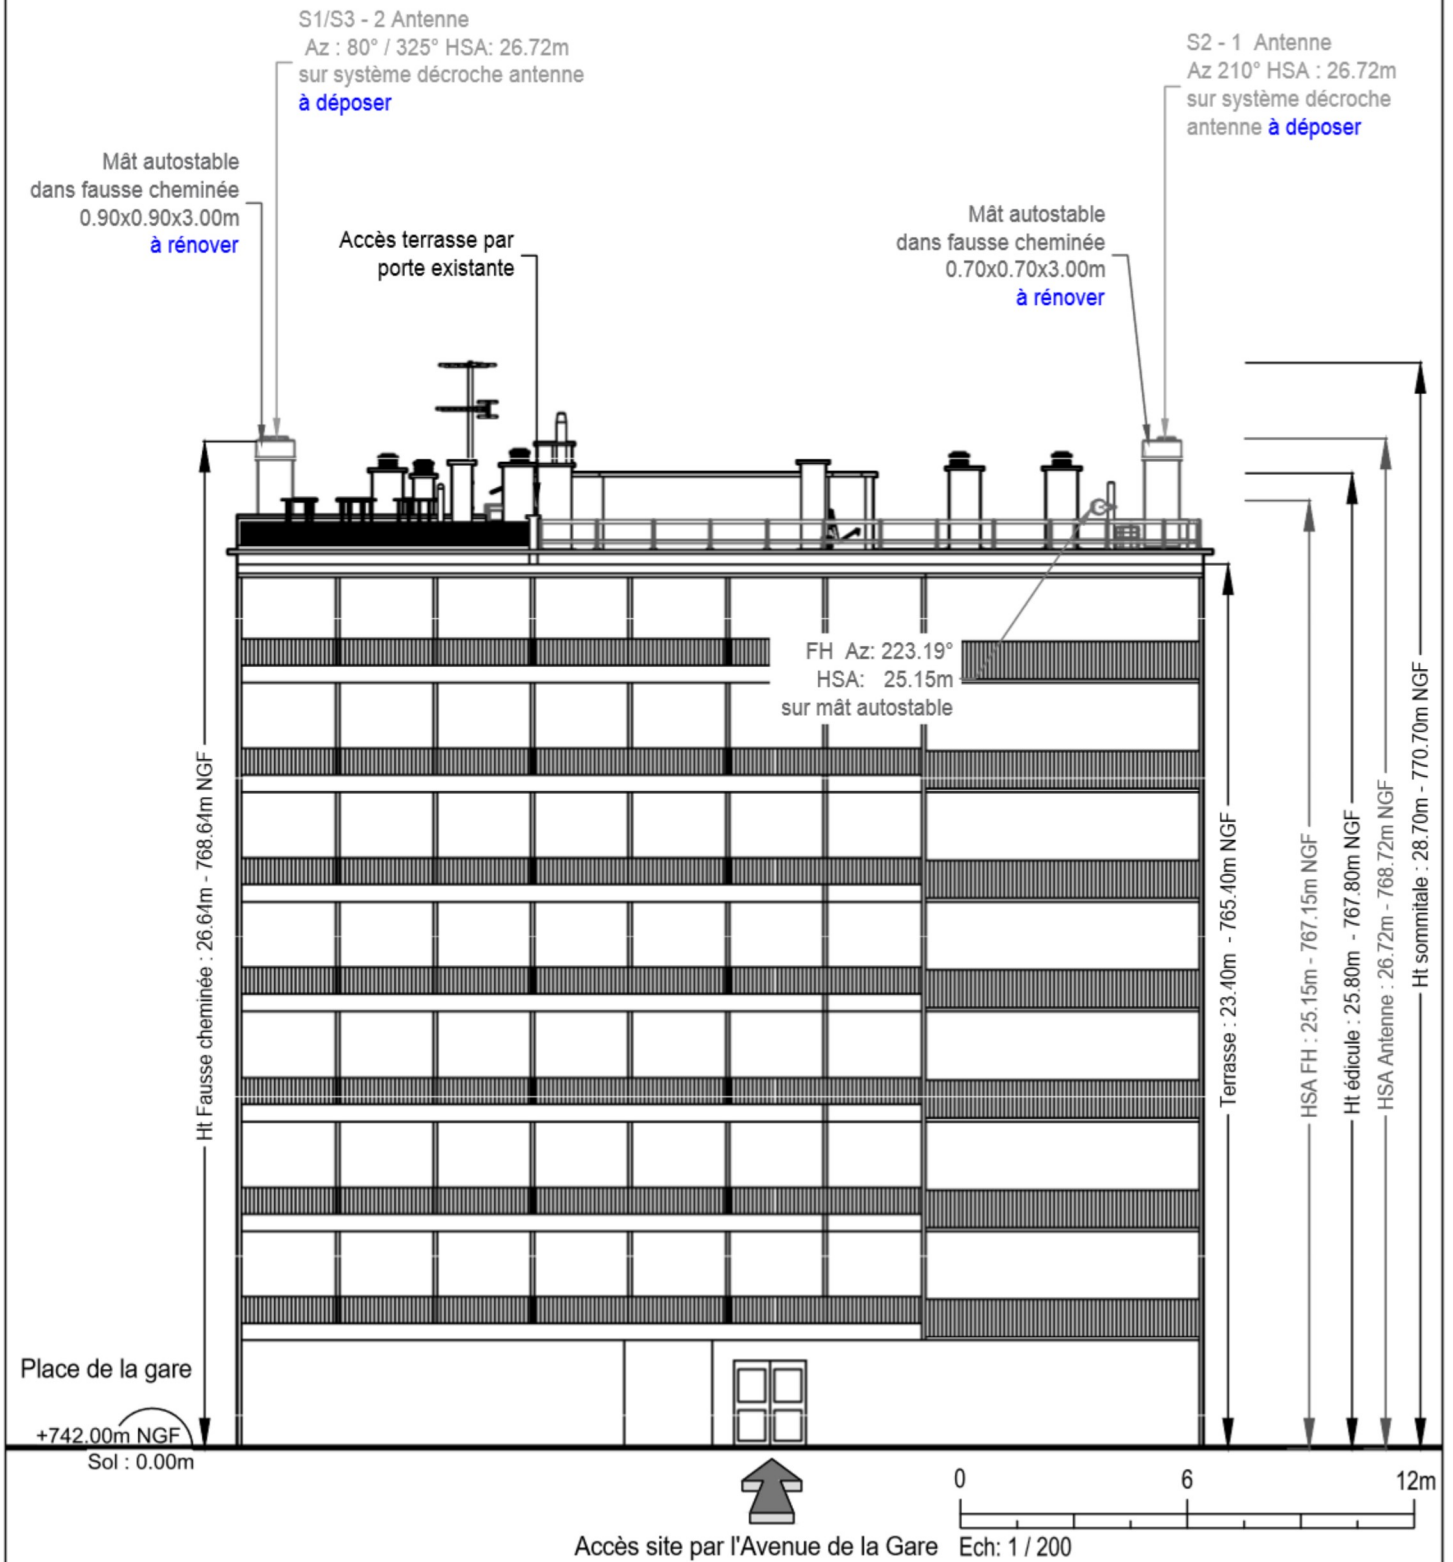 S1/S3 - 2 Antenne
Az : 80° / 325° HSA: 26.72m
sur système décroche antenne
à déposer
S2 - 1 Antenne
Az 210° HSA : 26.72m
sur système décroche
antenne à déposer
Mât autostable
dans fausse cheminée
0.90x0.90x3.00m
à rénover
Accès terrasse par
porte existante
Mât autostable
dans fausse cheminée
0.70x0.70x3.00m
à rénover
FH Az: 223.19°
HSA: 25.15m
sur mât autostable
Ht Fausse cheminée : 26.64m - 768.64m NGF
Terrasse : 23.40m - 765.40m NGF
HSA FH : 25.15m - 767.15m NGF
Ht édicule : 25.80m - 767.80m NGF
HSA Antenne : 26.72m - 768.72m NGF
Ht sommitale : 28.70m - 770.70m NGF
Place de la gare
+742.00m NGF
Sol : 0.00m
0 6 12m
Accès site par l'Avenue de la Gare
Ech: 1 / 200